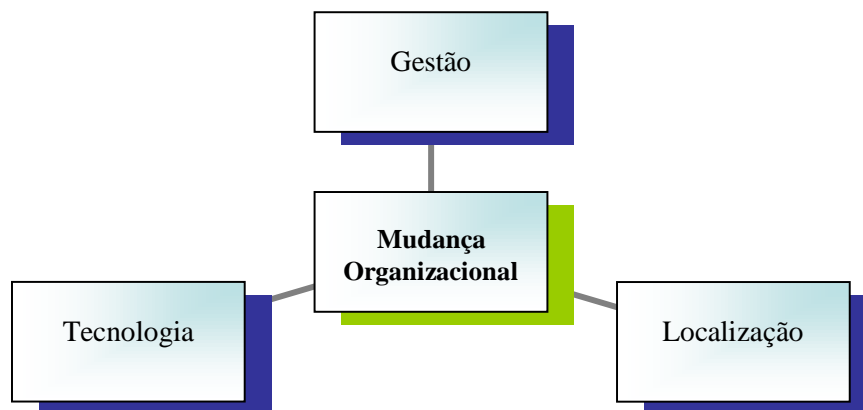 Gestão
Mudança
Organizacional
Tecnologia
Localização